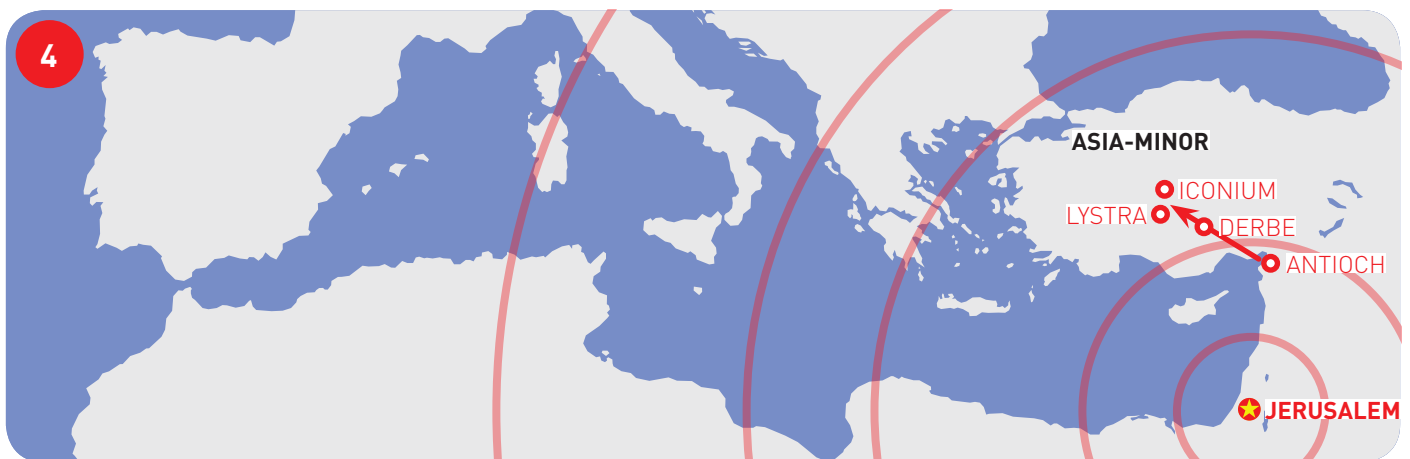 4
ASIA-MINOR
ICONIUM
LYSTRA
DERBE
ANTIOCH
JERUSALEM